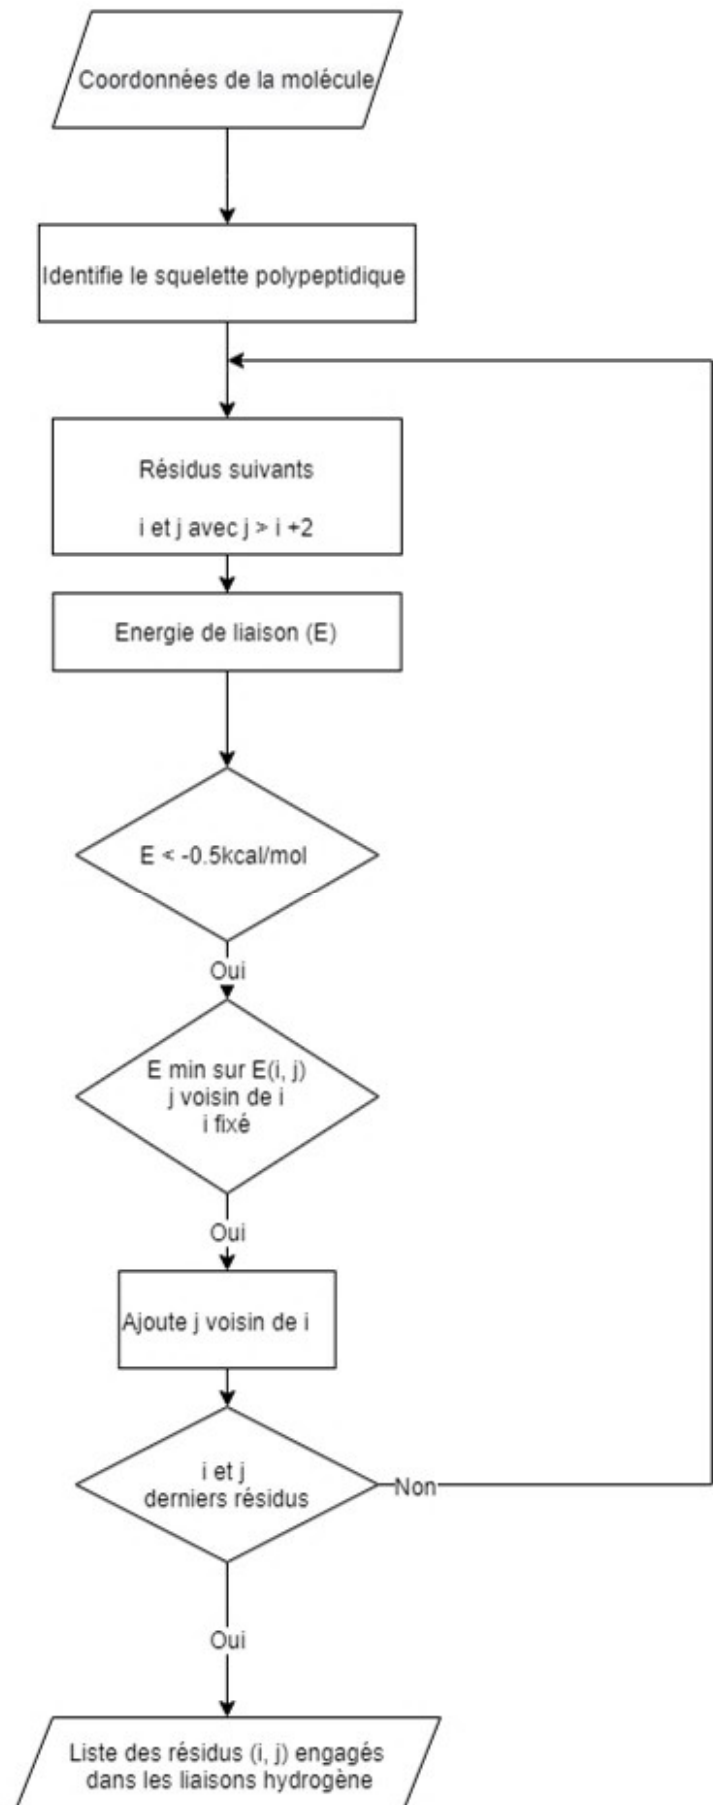 Coordonnées de la molécule
Identifie le squelette polypeptidique
Résidus suivants
i et j avec j > i +2
Energie de liaison (E)
E < -0.5kcal/mol
Oui
E min sur E(i, j)
j voisin de i
i fixé
Oui
Ajoute j voisin de i
i et j
derniers résidus
Non
Oui
Liste des résidus (i, j) engagés
dans les liaisons hydrogène